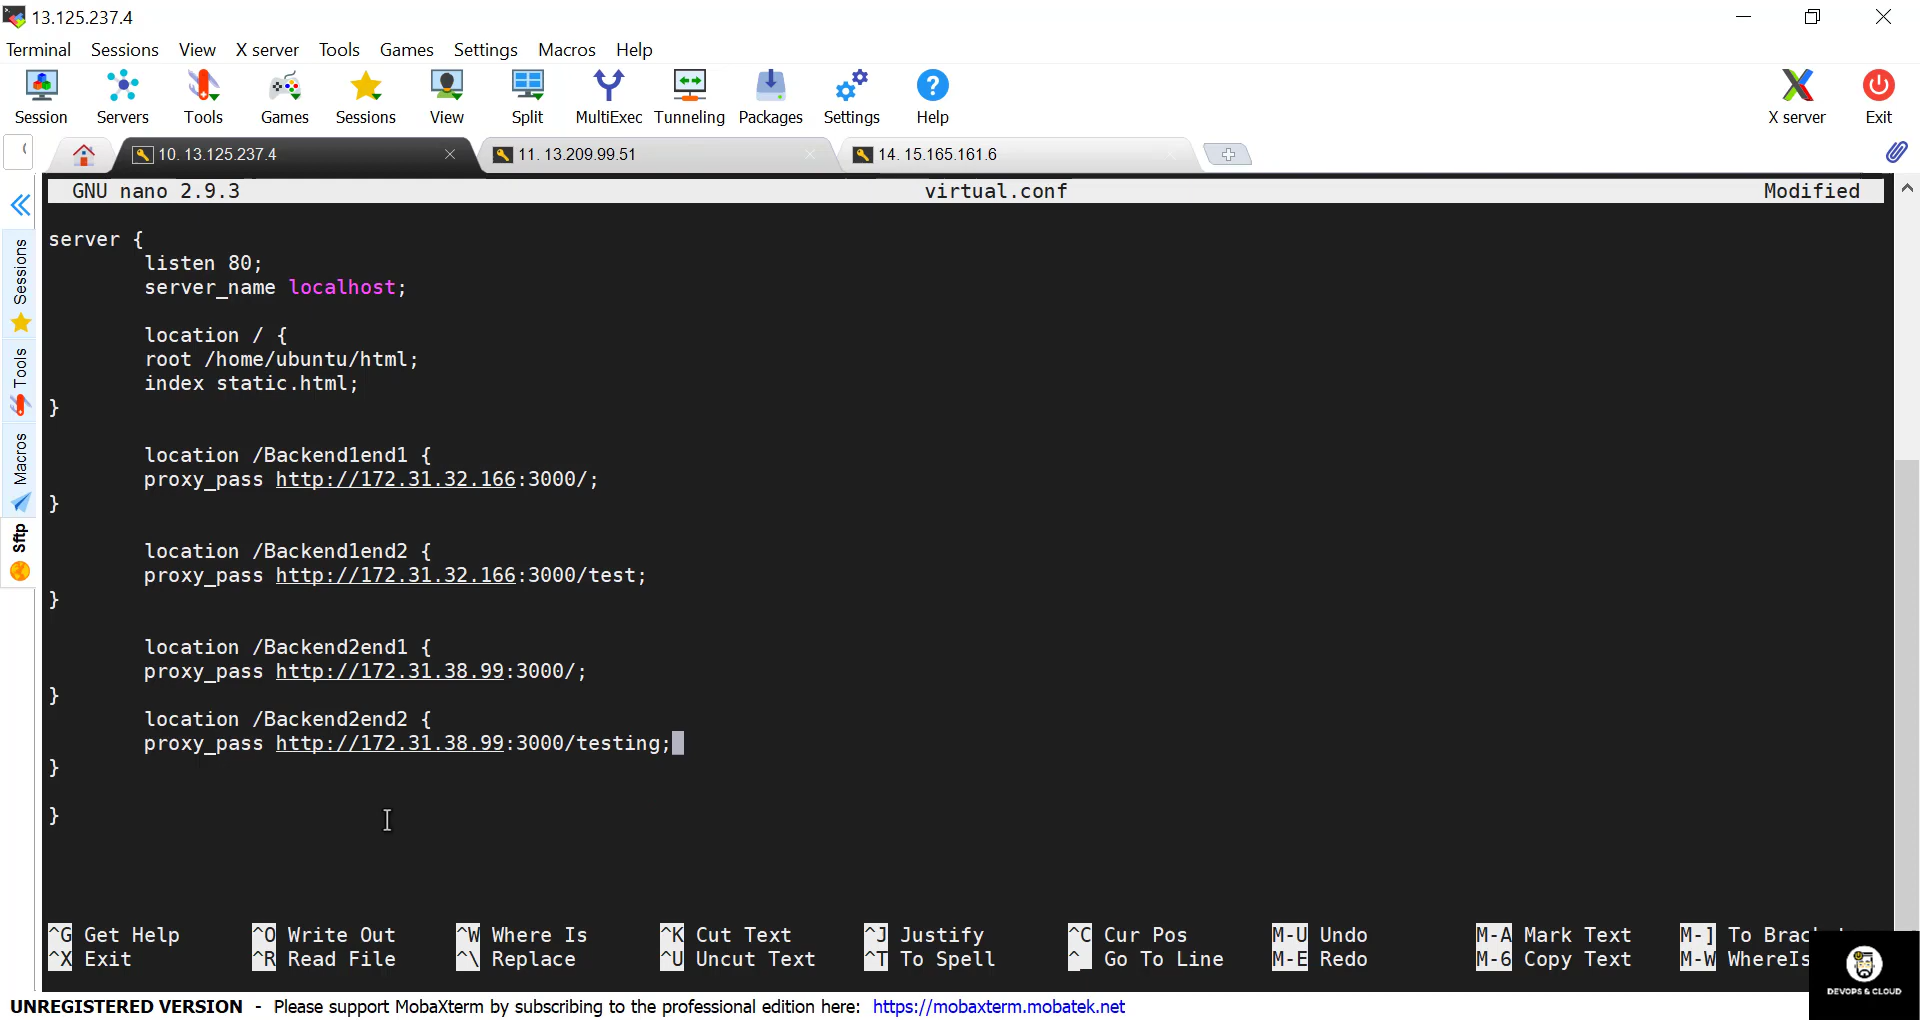 13.125.237.4
Terminal Sessions View X server Tools Games Settings Macros Help
Session Servers Tools Games Sessions View Split MultiExec Tunneling Packages Settings Help X server Exit
10. 13.125.237.4 11. 13.209.99.51 14. 15.165.161.6
Sessions
Tools
Macros
Sftp
GNU nano 2.9.3 virtual.conf Modified
server {
listen 80;
server_name localhost;
location / {
root /home/ubuntu/html;
index static.html;
}
location /Backend1end1 {
proxy_pass http://172.31.32.166:3000/;
}
location /Backend1end2 {
proxy_pass http://172.31.32.166:3000/test;
}
location /Backend2end1 {
proxy_pass http://172.31.38.99:3000/;
}
location /Backend2end2 {
proxy_pass http://172.31.38.99:3000/testing;
}
}
^G Get Help ^O Write Out ^W Where Is ^K Cut Text ^J Justify ^C Cur Pos M-U Undo M-A Mark Text M-] To
^X Exit ^R Read File ^\ Replace ^U Uncut Text ^T To Spell ^_ Go To Line M-E Redo M-6 Copy Text M-W WhereIs
DEVOPS & CLOUD
UNREGISTERED VERSION - Please support MobaXterm by subscribing to the professional edition here: https://mobaxterm.mobatek.net